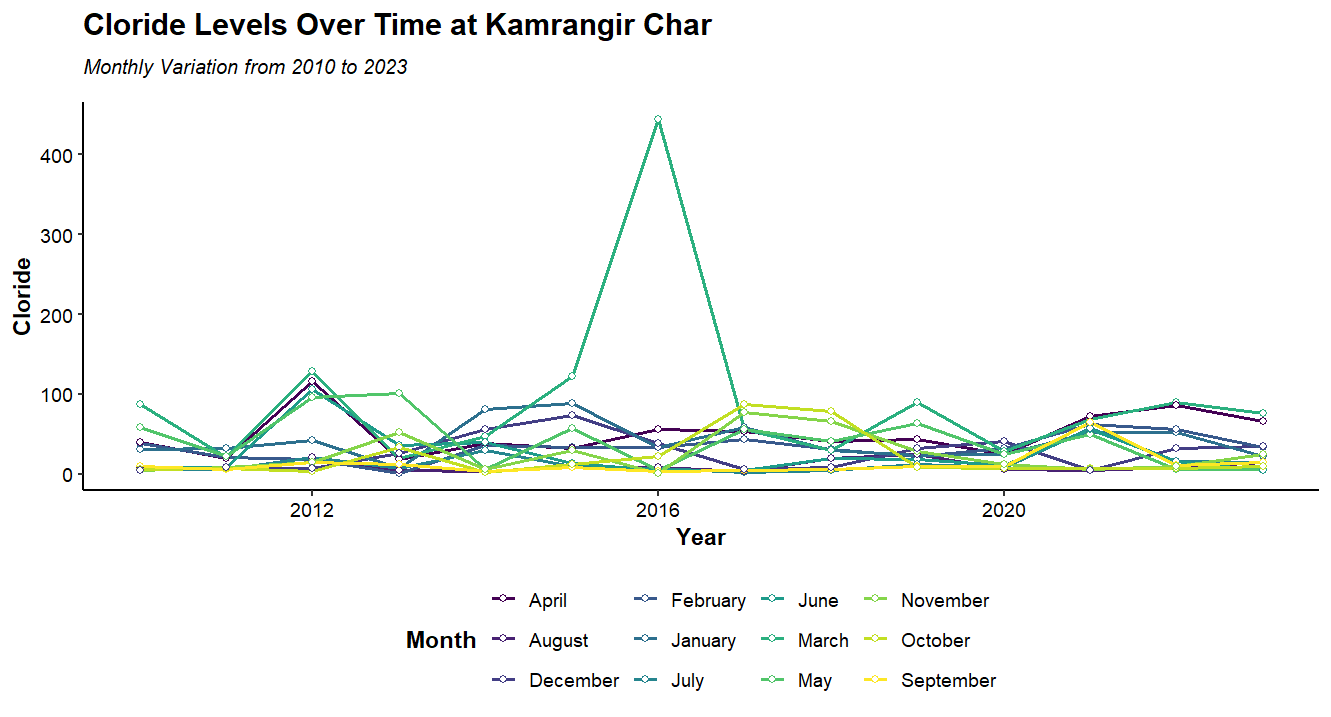 Cloride Levels Over Time at Kamrangir Char
Monthly Variation from 2010 to 2023
Cloride
400
300
200
100
0
2012 2016 2020
Year
Month
April February June November
August January March October
December July May September